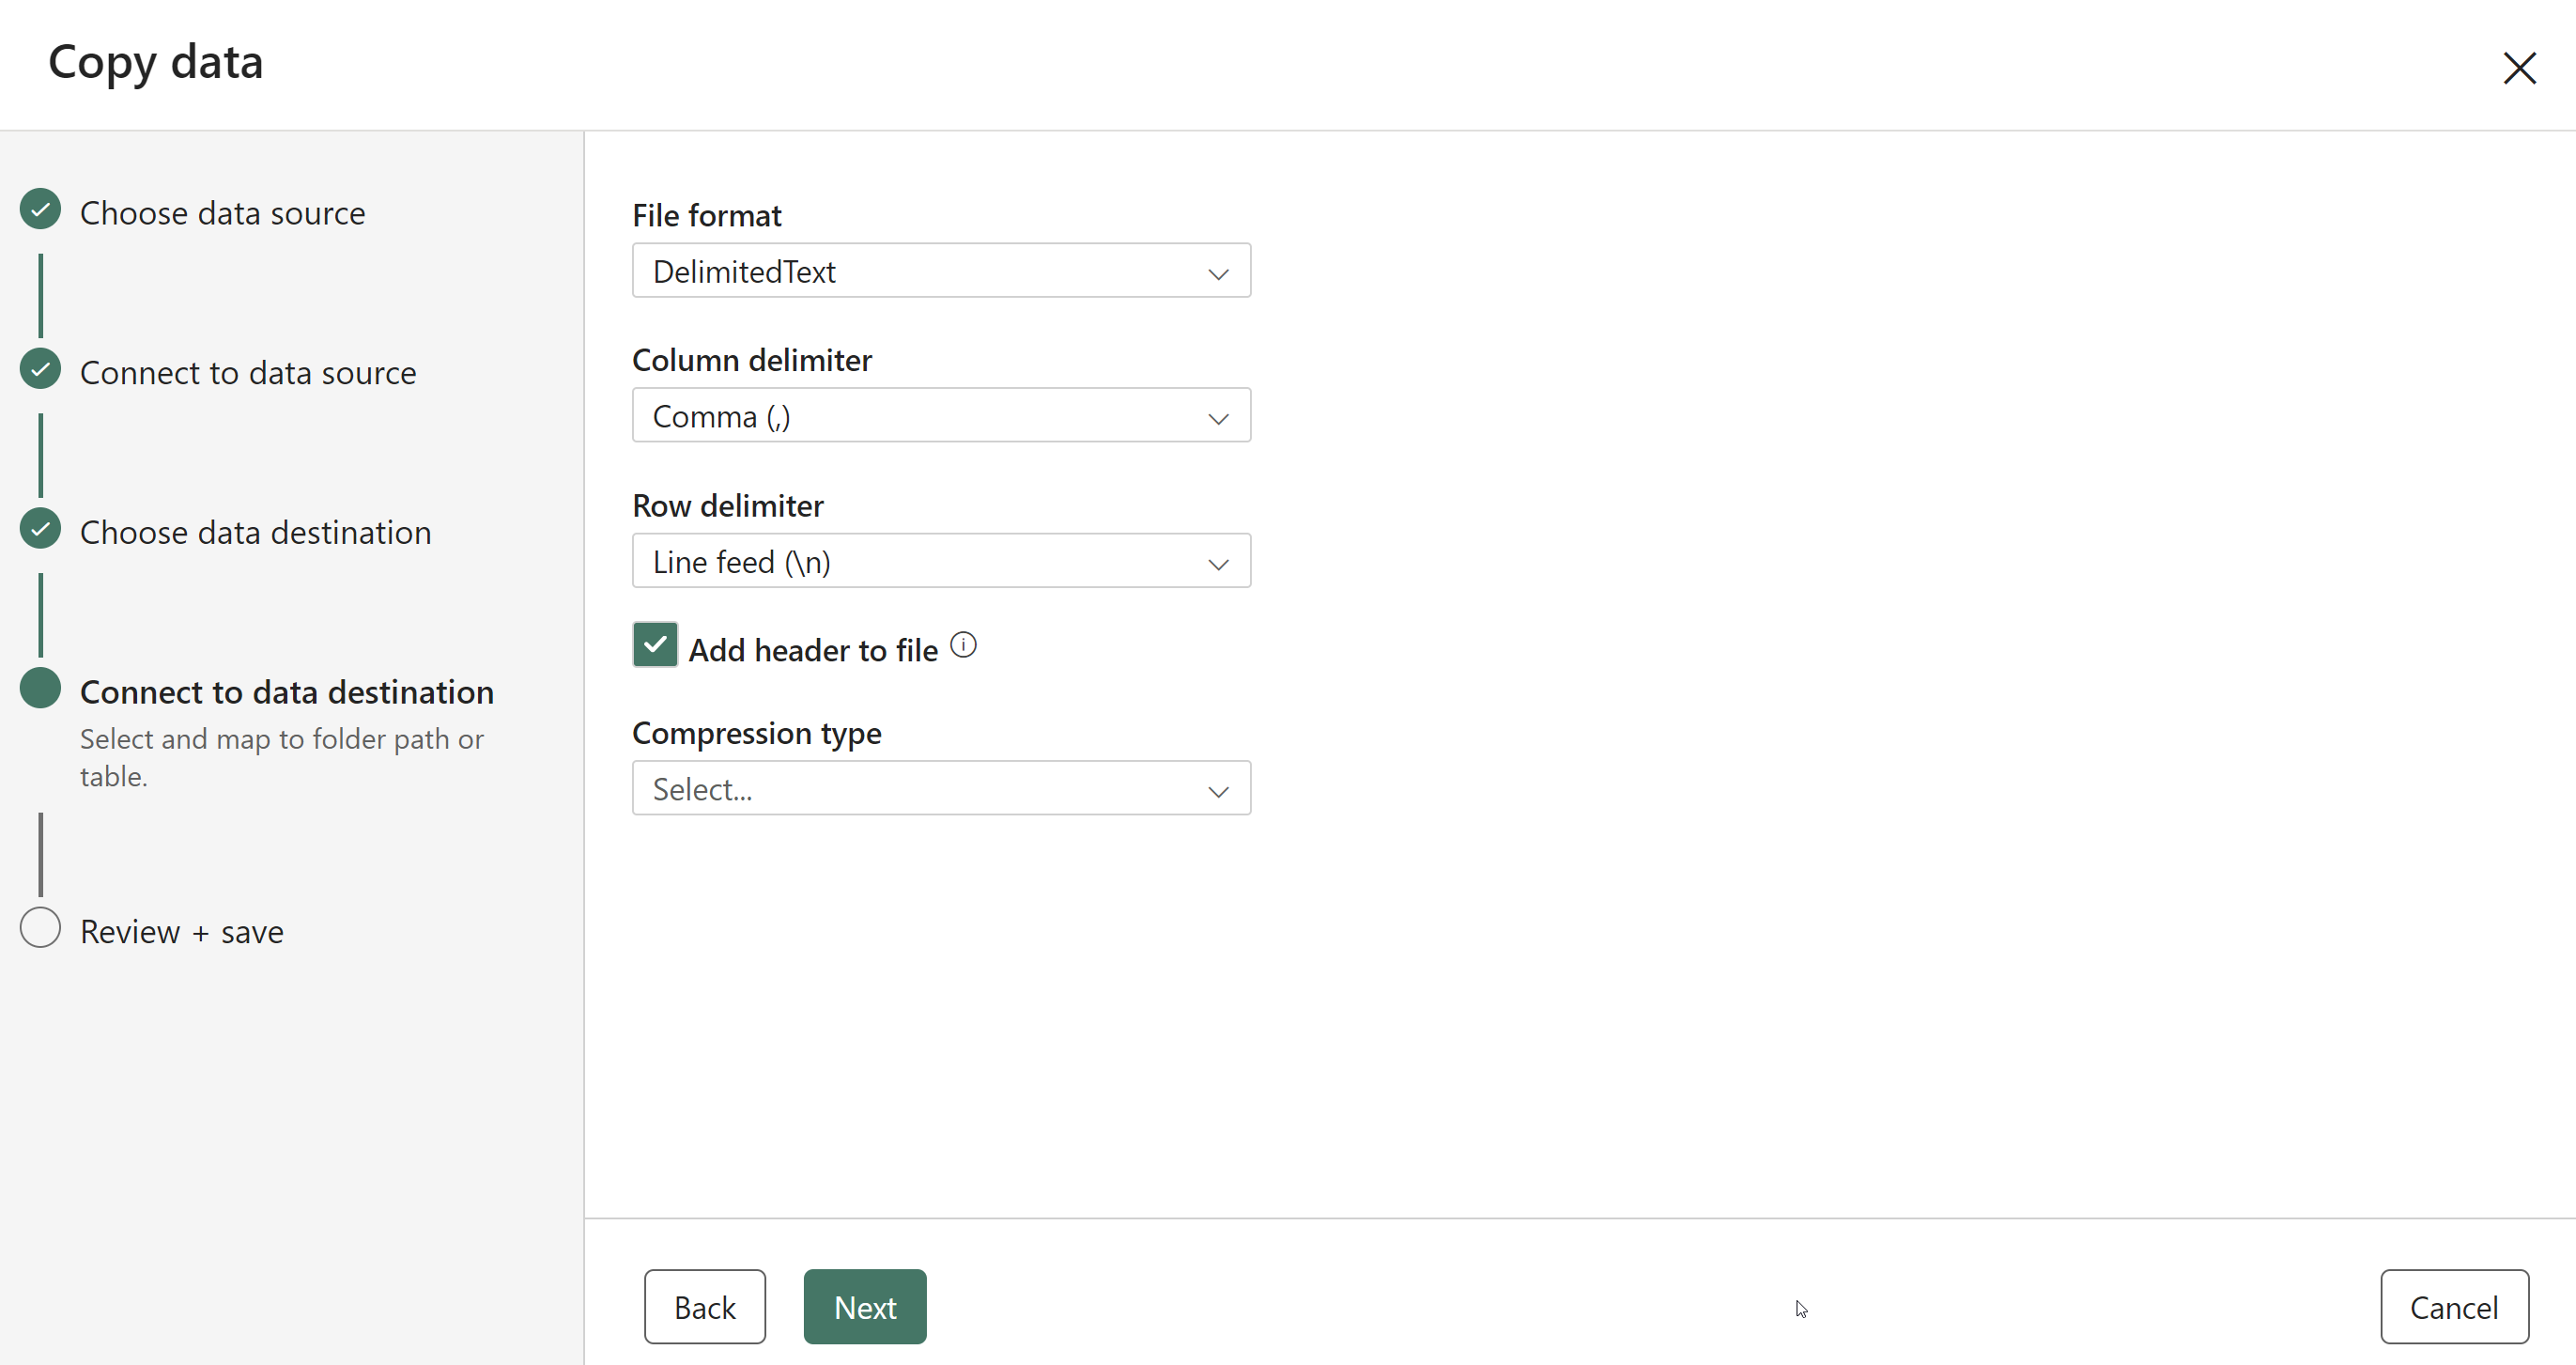 Copy data
Choose data source
Connect to data source
Choose data destination
Connect to data destination
Select and map to folder path or
table.
Review + save
File format
DelimitedText
Column delimiter
Comma (,)
Row delimiter
Line feed (\n)
Add header to file
Compression type
Select...
Back
Next
Cancel